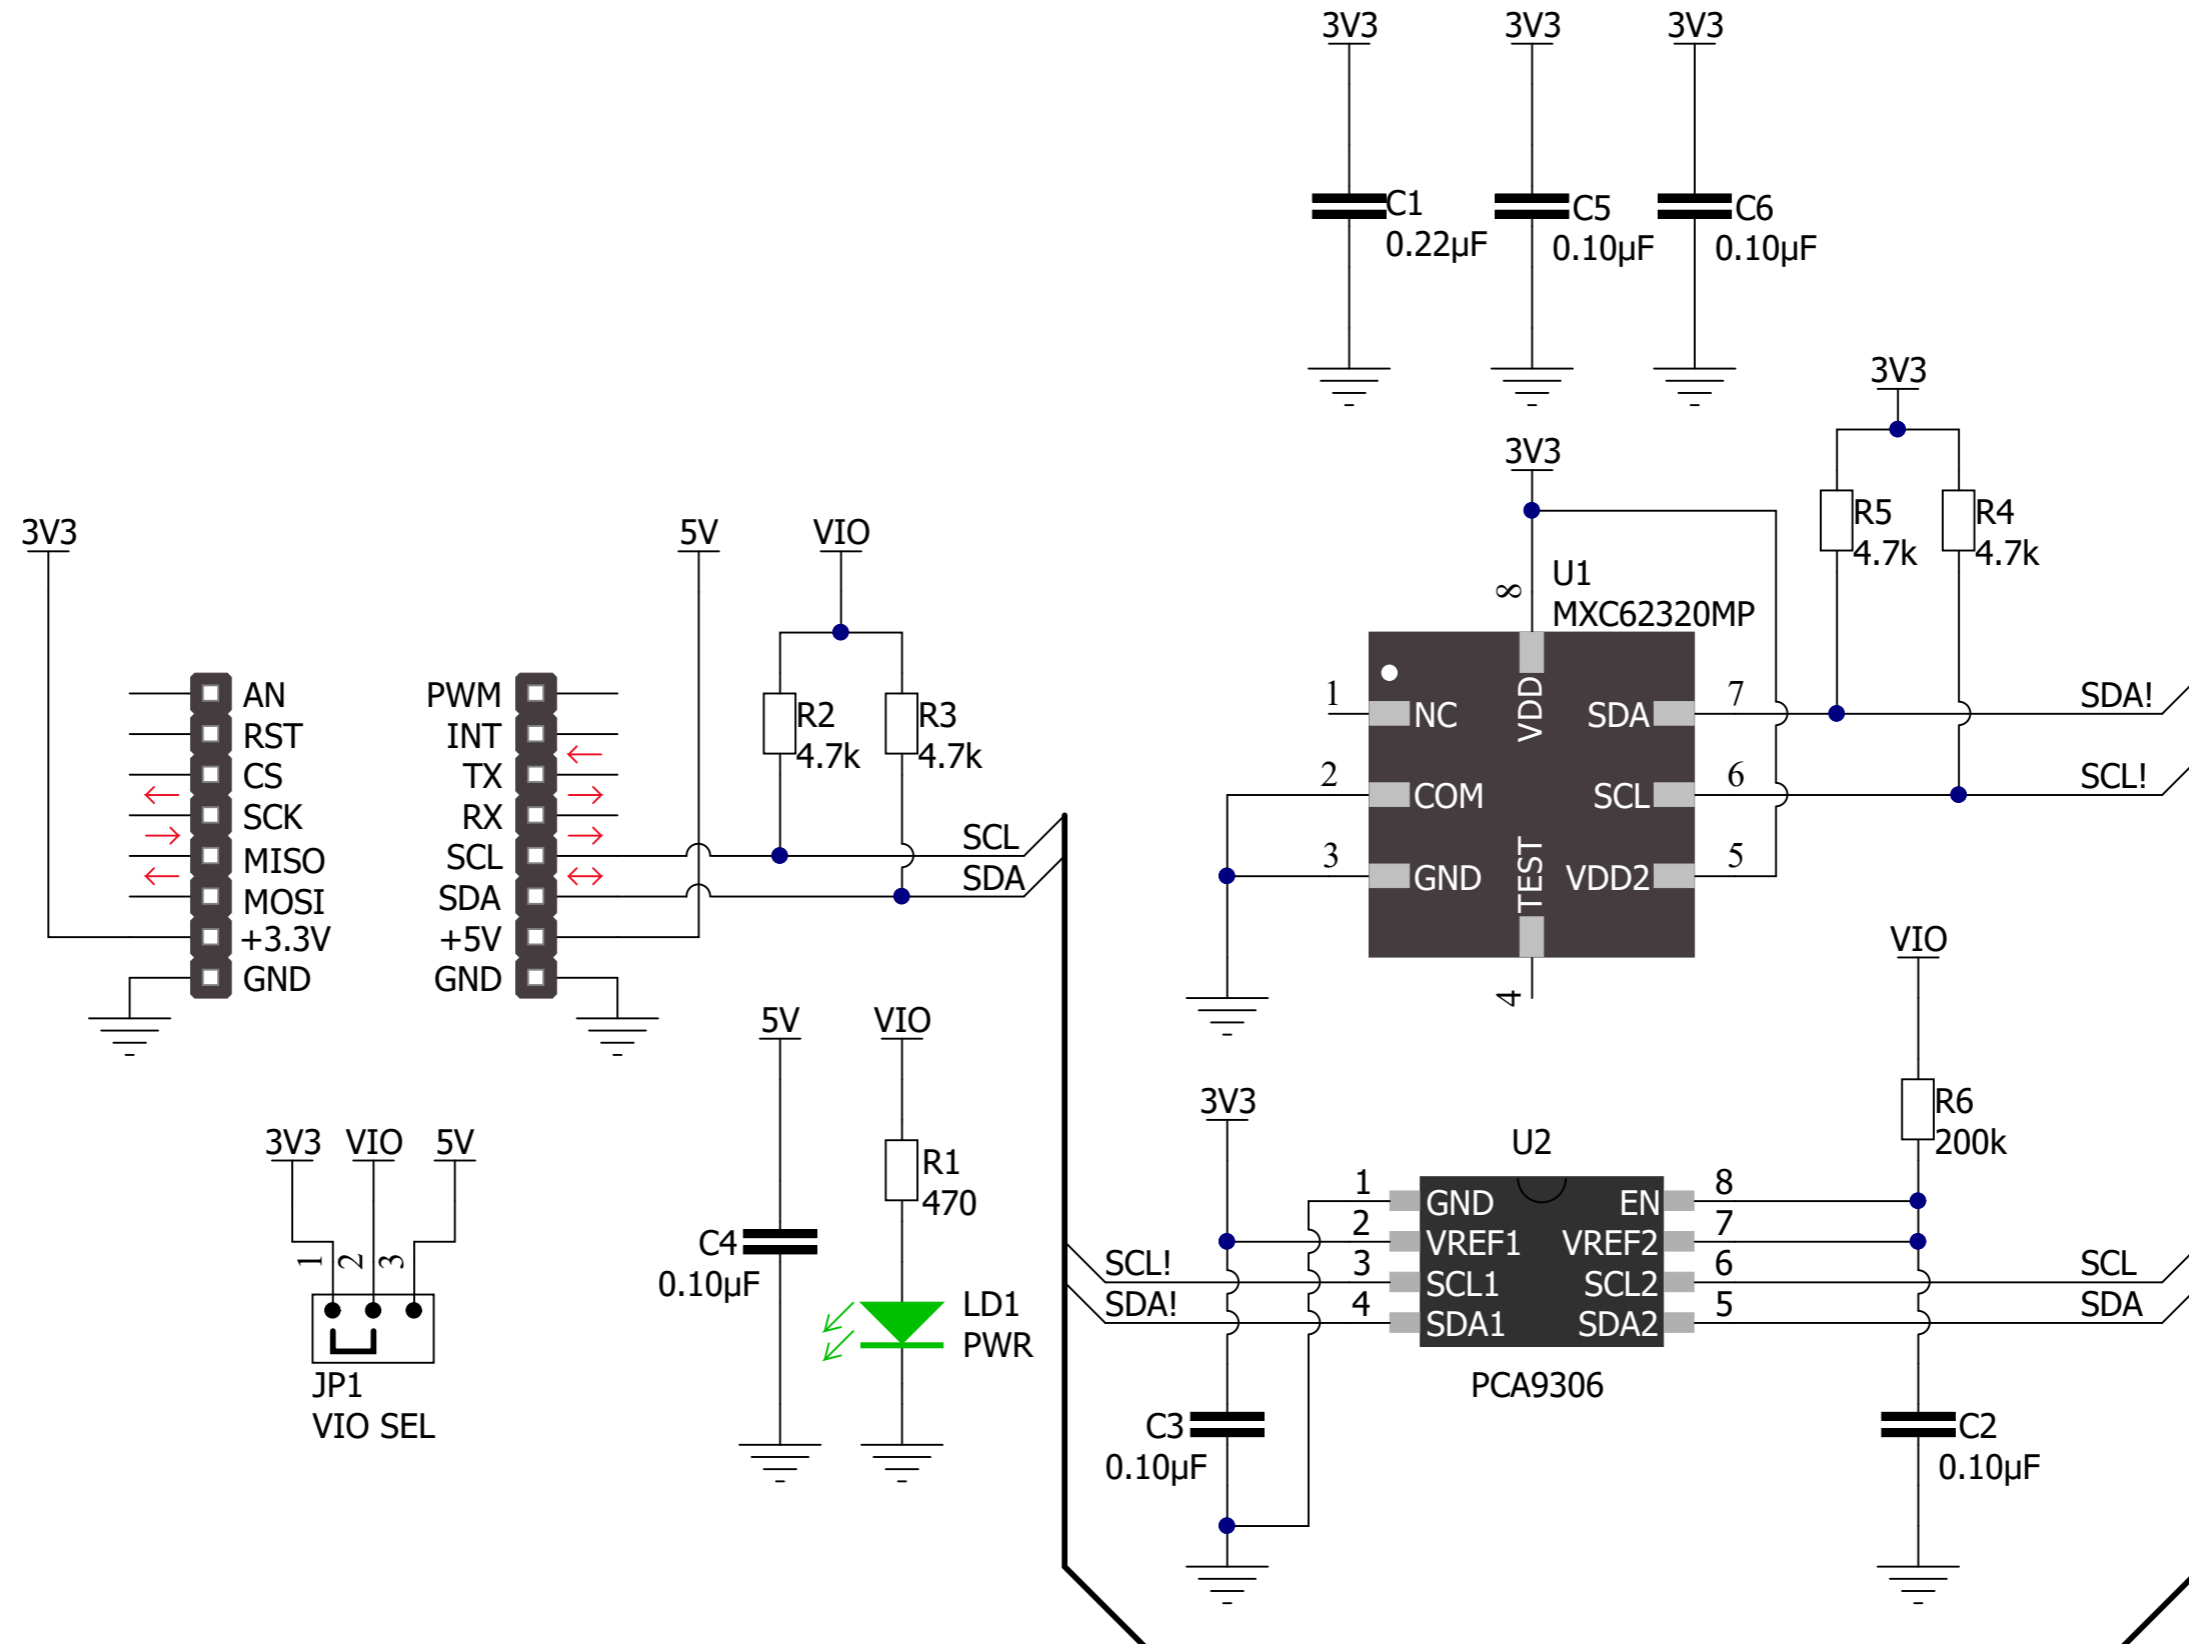 3V3
3V3
3V3
C1
0.22µF
C5
0.10µF
C6
0.10µF
3V3
R5
4.7k
R4
4.7k
3V3
U1
MXC62320MP
8
VDD
1
NC
SDA
7
SDA!
2
COM
SCL
6
SCL!
3
GND
VDD2
5
TEST
4
3V3
5V
VIO
R2
4.7k
R3
4.7k
AN
RST
CS
SCK
MISO
MOSI
+3.3V
GND
PWM
INT
TX
RX
SCL
SDA
+5V
GND
SCL
SDA
3V3
VIO
5V
1
2
3
JP1
VIO SEL
5V
C4
0.10µF
VIO
R1
470
LD1
PWR
3V3
VIO
R6
200k
U2
1
GND
EN
8
2
VREF1
VREF2
7
SCL!
3
SCL1
SCL2
6
SCL
SDA!
4
SDA1
SDA2
5
SDA
PCA9306
C3
0.10µF
C2
0.10µF